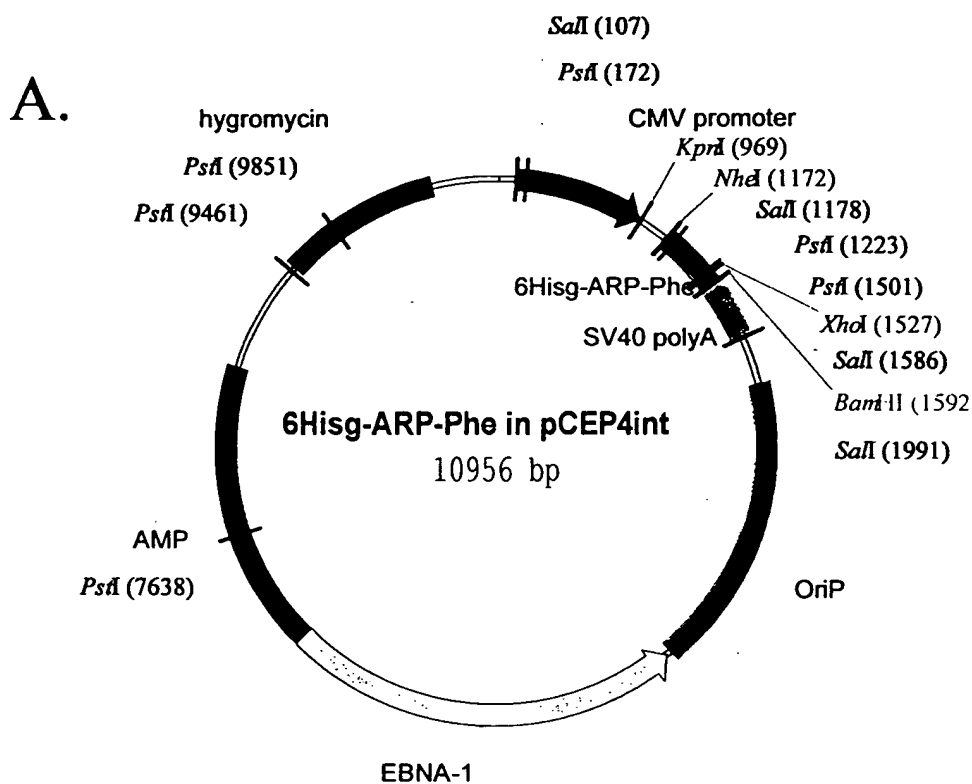 A.
SalI (107)
PstI (172)
CMV promoter
KpnI (969)
NheI (1172)
SalI (1178)
PstI (1223)
PstI (1501)
XhoI (1527)
SalI (1586)
BamHI (1592
SalI (1991)
hygromycin
PstI (9851)
PstI (9461)
6Hisg-ARP-Phe
SV40 polyA
6Hisg-ARP-Phe in pCEP4int
10956 bp
AMP
PstI (7638)
OriP
EBNA-1